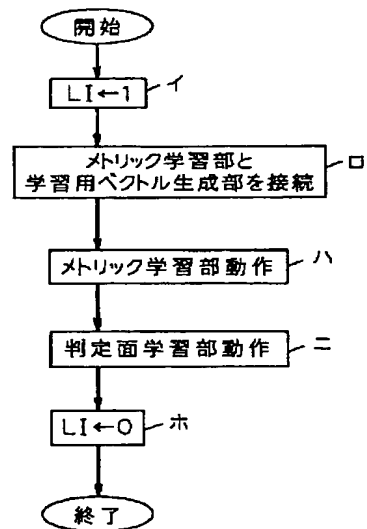 開始
LI←1
イ
メトリック学習部と
学習用ベクトル生成部を接続
ロ
メトリック学習部動作
ハ
判定面学習部動作
ニ
LI←0
ホ
終了